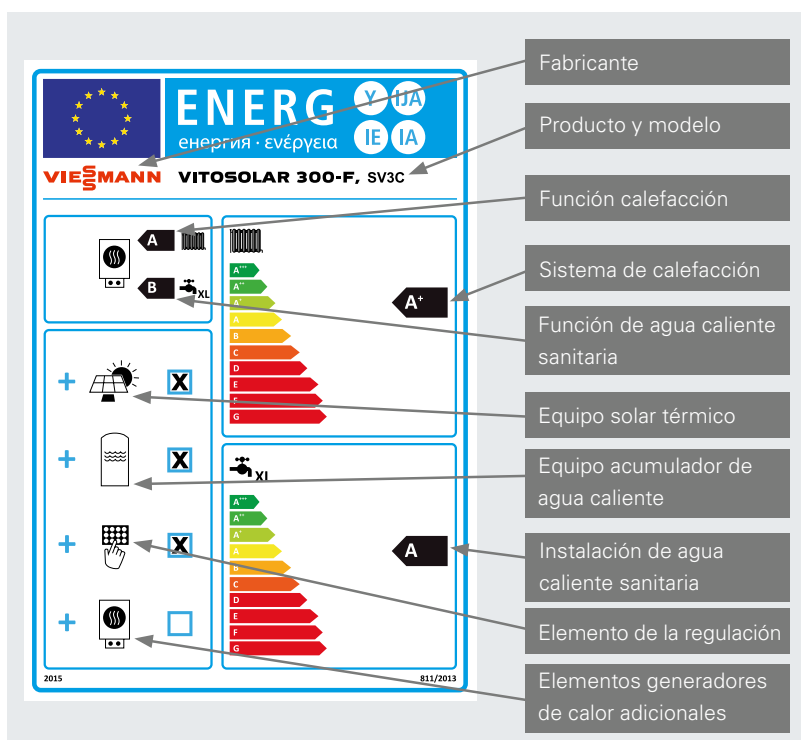 Fabricante
Producto y modelo
Función calefacción
Sistema de calefacción
Función de agua caliente
sanitaria
Equipo solar térmico
Equipo acumulador de
agua caliente
Instalación de agua
caliente sanitaria
Elemento de la regulación
Elementos generadores
de calor adicionales
ENERG Y IJA
енергия · ενέργεια IE IA
VIESSMANN VITOSOLAR 300-F, SV3C
A
B XL
+ X
+ X
+ X
+
A+++
A++
A+
A
B
C
D
E
F
G
A+
XL
A+++
A++
A+
A
B
C
D
E
F
G
A
2015 811/2013